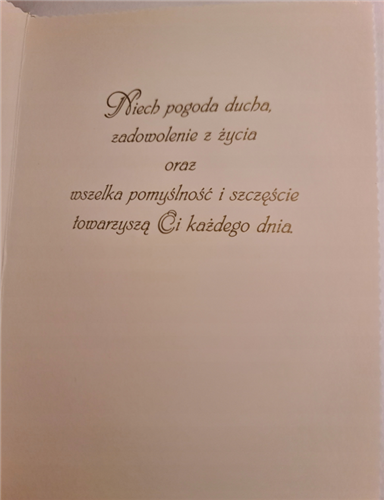 Niech pogoda ducha,
zadowolenie z życia
oraz
wszelka pomyślność i szczęście
towarzyszą Ci każdego dnia.